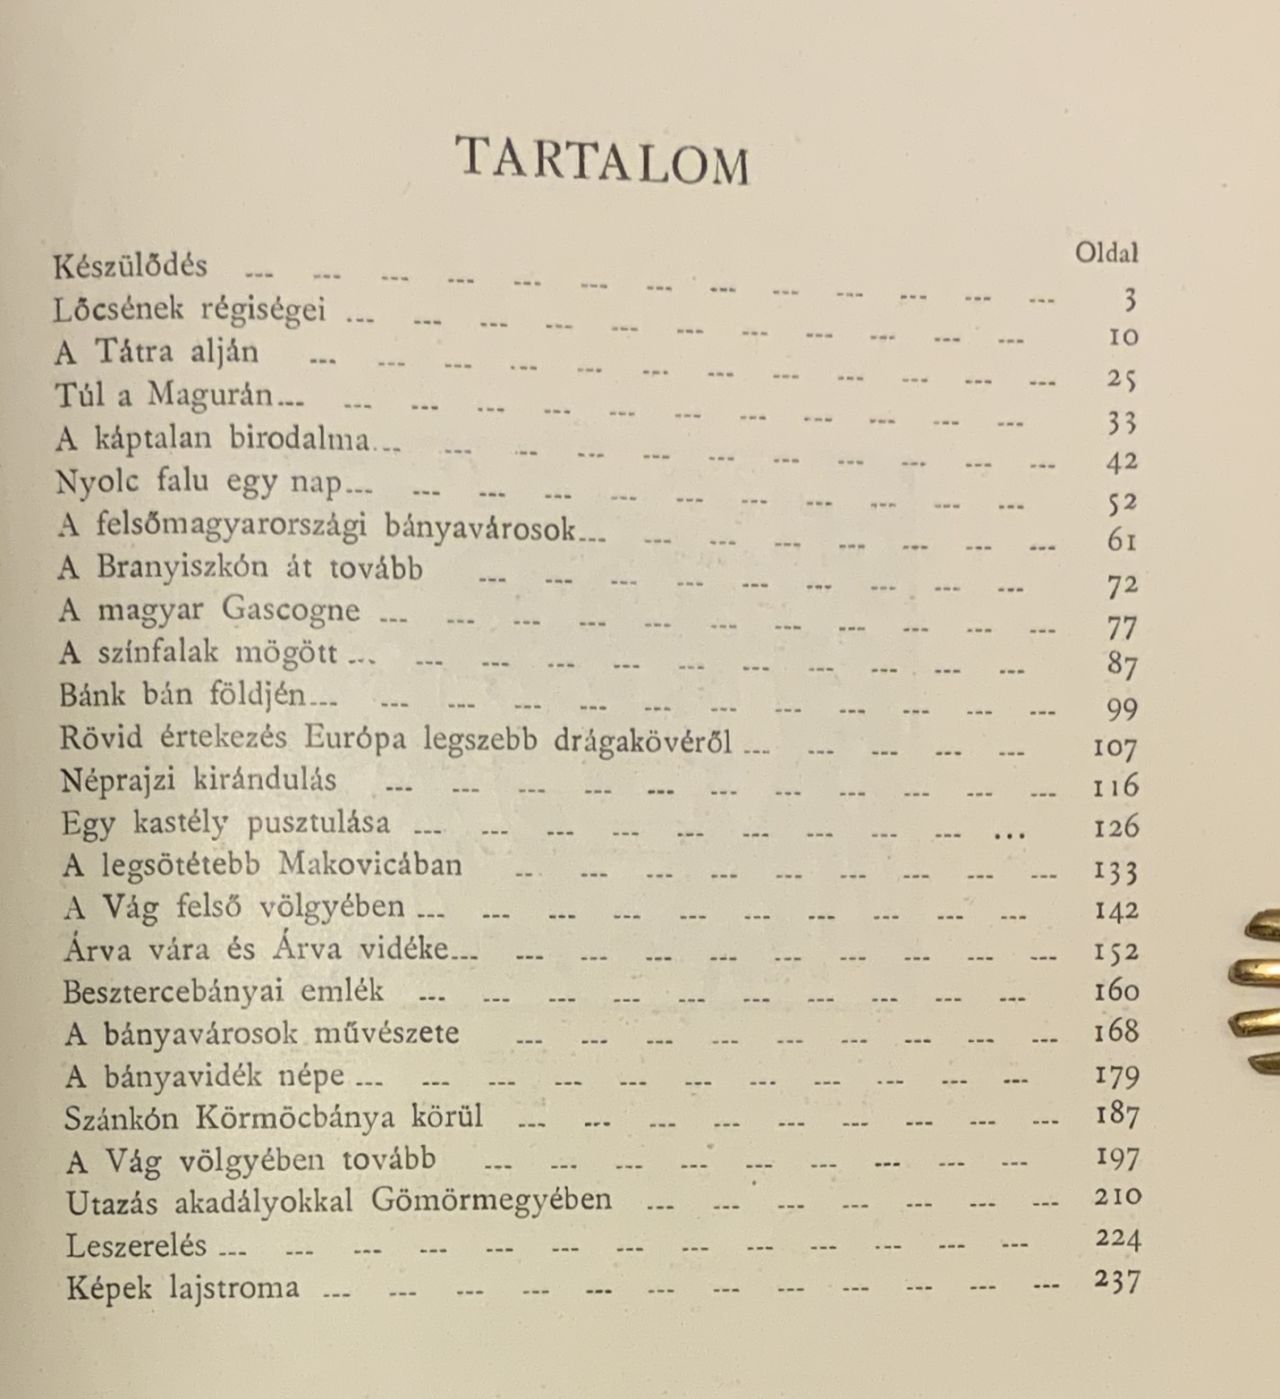 TARTALOM
Oldal
Készülődés --- --- --- --- --- --- --- --- --- --- --- --- --- 3
Lőcsének régiségei --- --- --- --- --- --- --- --- --- --- --- 10
A Tátra alján --- --- --- --- --- --- --- --- --- --- --- --- 25
Túl a Magurán --- --- --- --- --- --- --- --- --- --- --- --- 33
A káptalan birodalma --- --- --- --- --- --- --- --- --- --- --- 42
Nyolc falu egy nap --- --- --- --- --- --- --- --- --- --- --- 52
A felsőmagyarországi bányavárosok --- --- --- --- --- --- --- --- 61
A Branyiszkón át tovább --- --- --- --- --- --- --- --- --- 72
A magyar Gascogne --- --- --- --- --- --- --- --- --- --- --- 77
A színfalak mögött --- --- --- --- --- --- --- --- --- --- --- 87
Bánk bán földjén --- --- --- --- --- --- --- --- --- --- --- --- 99
Rövid értekezés Európa legszebb drágakövéről --- --- --- --- --- 107
Néprajzi kirándulás --- --- --- --- --- --- --- --- --- --- --- 116
Egy kastély pusztulása --- --- --- --- --- --- --- --- --- ... 126
A legsötétebb Makovicában --- --- --- --- --- --- --- --- --- 133
A Vág felső völgyében --- --- --- --- --- --- --- --- --- --- 142
Árva vára és Árva vidéke --- --- --- --- --- --- --- --- --- --- 152
Besztercebányai emlék --- --- --- --- --- --- --- --- --- --- 160
A bányavárosok művészete --- --- --- --- --- --- --- --- --- 168
A bányavidék népe --- --- --- --- --- --- --- --- --- --- --- 179
Szánkón Körmöcbánya körül --- --- --- --- --- --- --- --- --- 187
A Vág völgyében tovább --- --- --- --- --- --- --- --- --- 197
Utazás akadályokkal Gömörmegyében --- --- --- --- --- --- --- 210
Leszerelés --- --- --- --- --- --- --- --- --- --- --- --- --- 224
Képek lajstroma --- --- --- --- --- --- --- --- --- --- --- --- 237